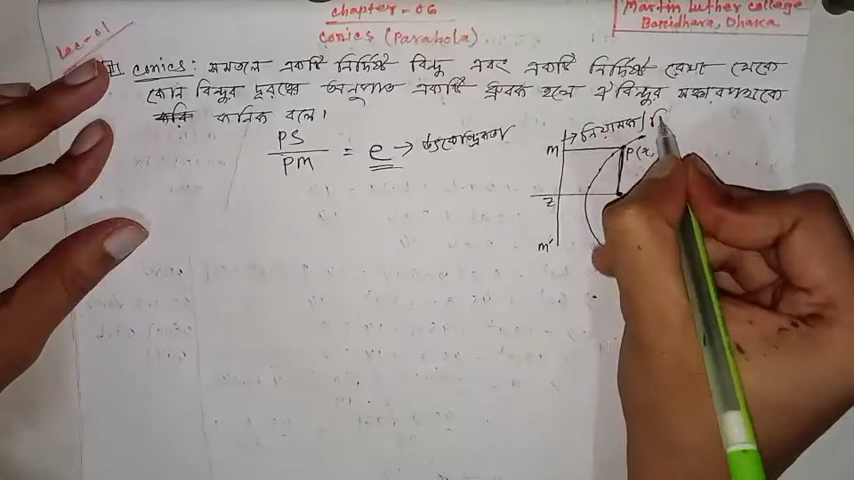 chapter - 06
Martin Luther college
Baridhara, Dhaka
Lec-01
Conics (Parabola)
conics: সমতলে একটি নির্দিষ্ট বিন্দু এবং একটি নির্দিষ্ট রেখা থেকে
কোন বিন্দুর দূরত্বের অনুপাত একটি ধ্রুবক হলে ঐ বিন্দুর সঞ্চারপথকে
কনিক বলে।
PS/PM = e → উৎকেন্দ্রিকতা
→ নিয়ামক/
M P(x,
Z
M'